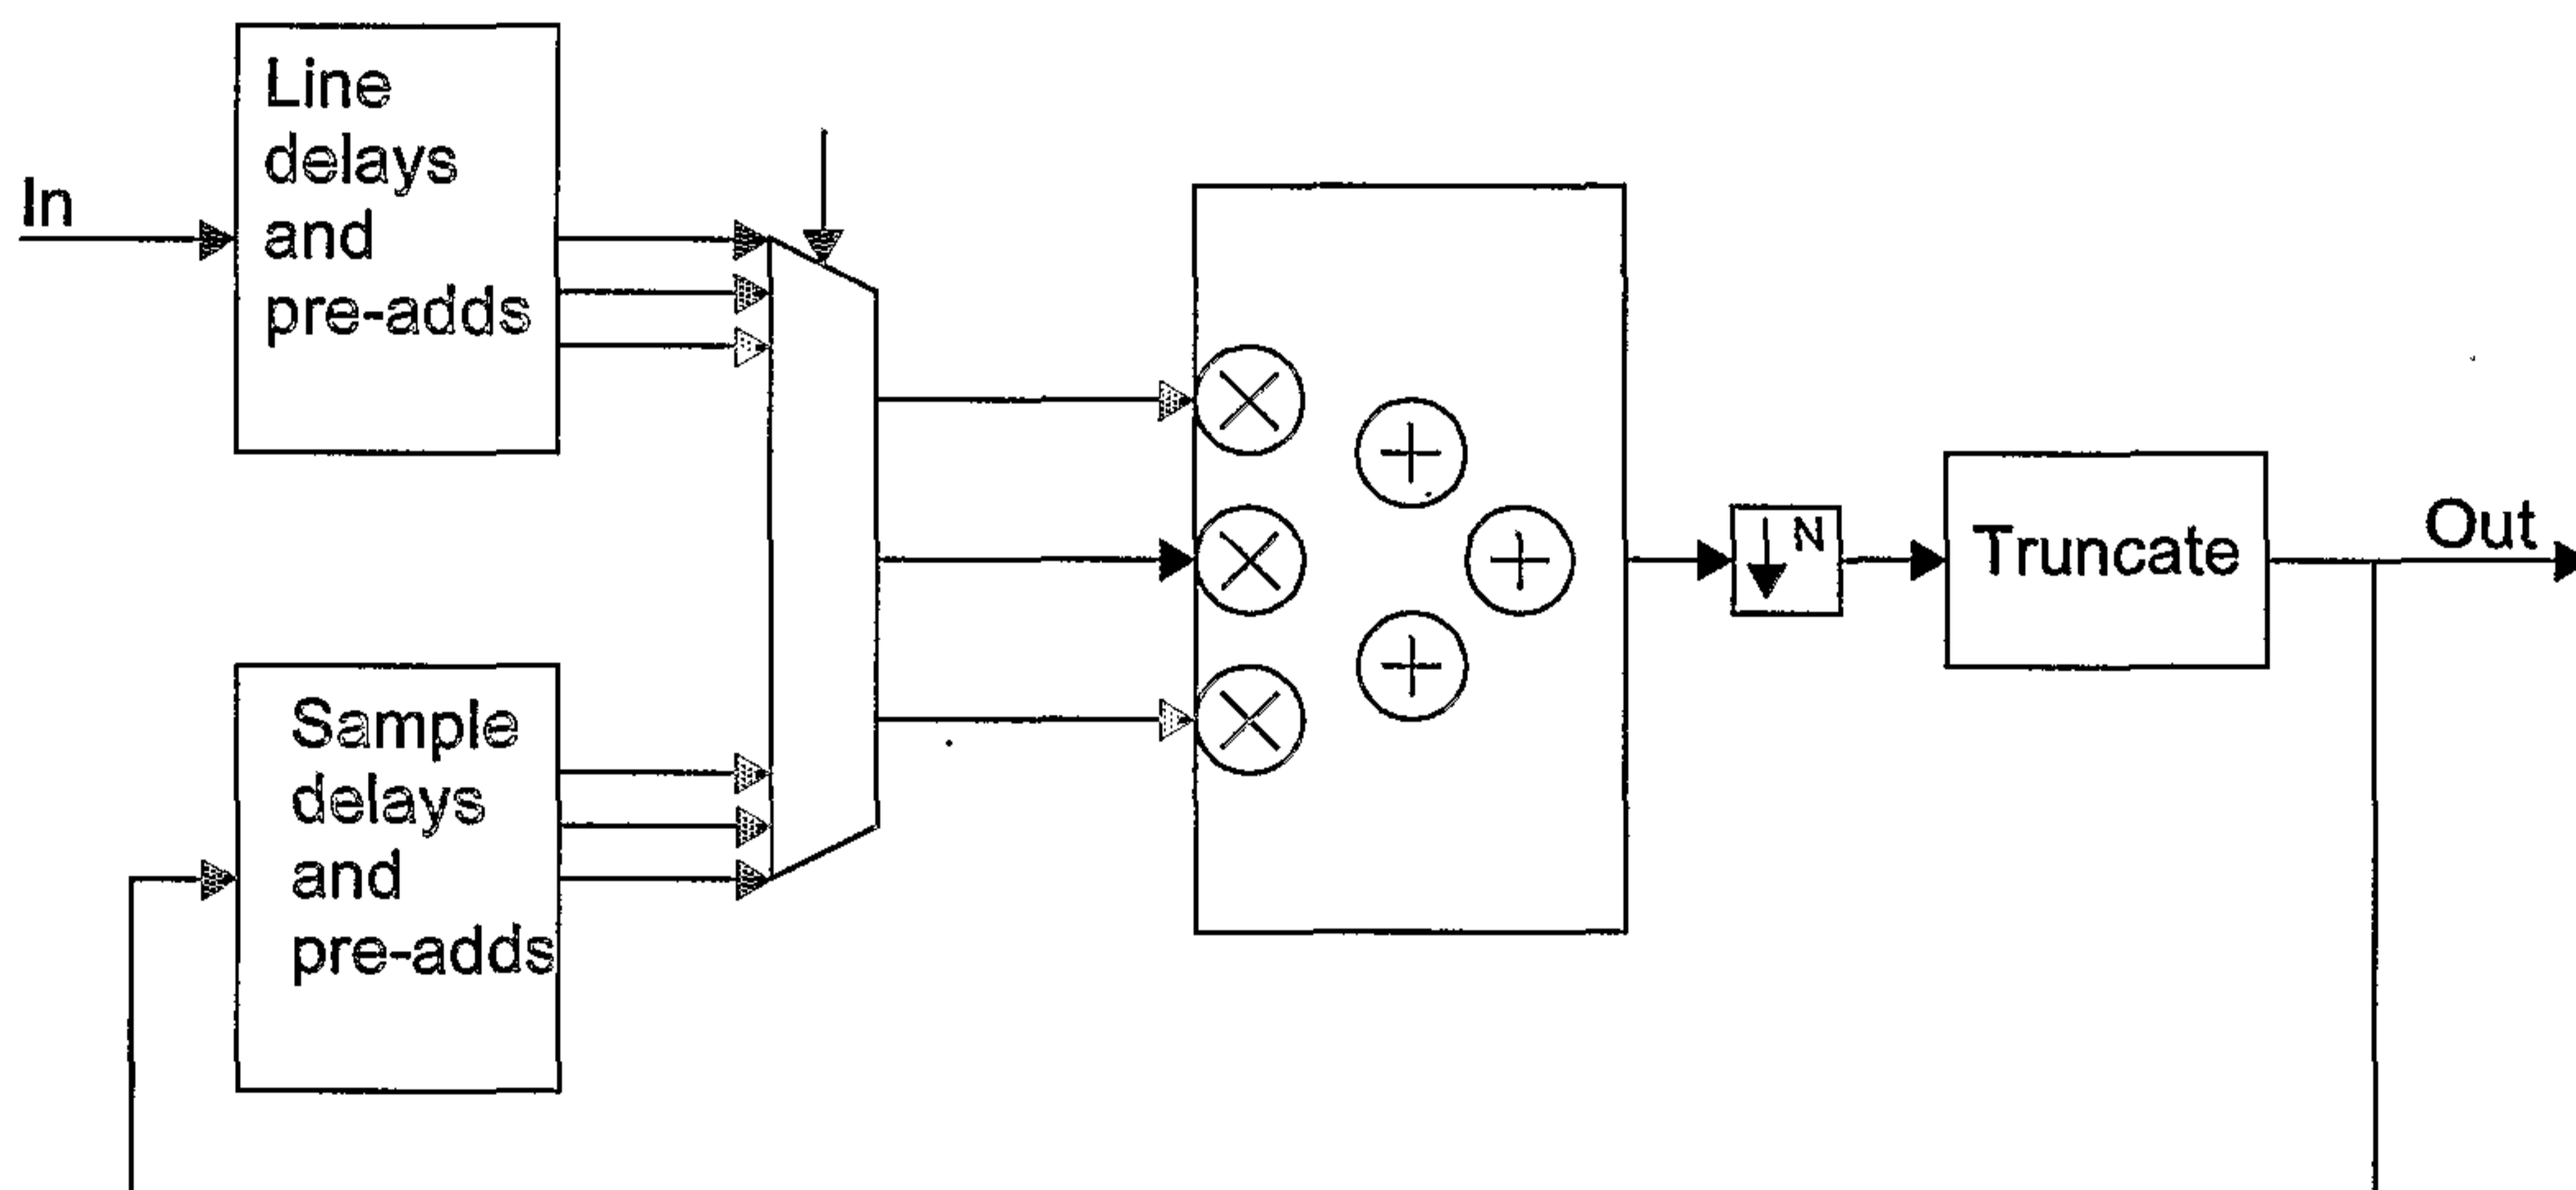 In
Line
delays
and
pre-adds
Sample
delays
and
pre-adds
N
Truncate
Out